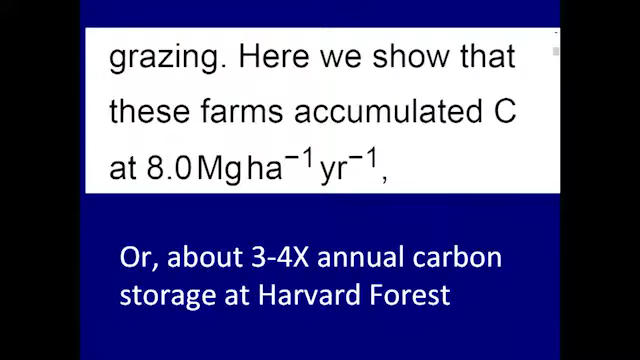 grazing. Here we show that
these farms accumulated C
at 8.0 Mg ha⁻¹ yr⁻¹,
Or, about 3-4X annual carbon
storage at Harvard Forest